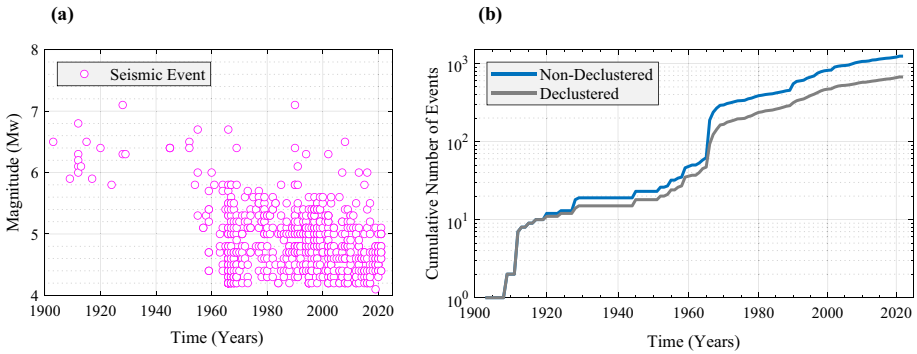 (a)
Magnitude (Mw)
8
7
6
5
4
Seismic Event
1900 1920 1940 1960 1980 2000 2020
Time (Years)
(b)
Cumulative Number of Events
10³
10²
10¹
10⁰
Non-Declustered
Declustered
1900 1920 1940 1960 1980 2000 2020
Time (Years)